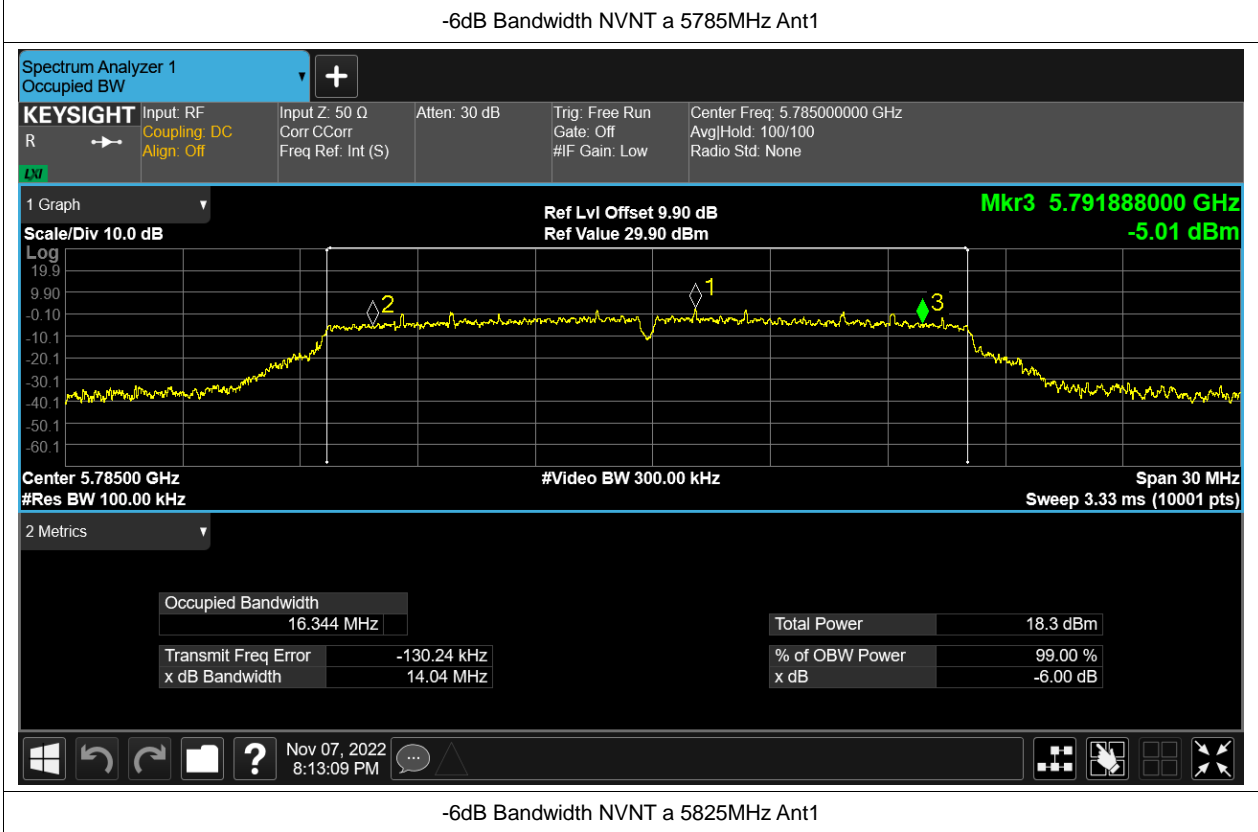 -6dB Bandwidth NVNT a 5785MHz Ant1
Spectrum Analyzer 1
Occupied BW
KEYSIGHT
R
LXI
Input: RF
Coupling: DC
Align: Off
Input Z: 50 Ω
Corr CCorr
Freq Ref: Int (S)
Atten: 30 dB
Trig: Free Run
Gate: Off
#IF Gain: Low
Center Freq: 5.785000000 GHz
Avg|Hold: 100/100
Radio Std: None
1 Graph
Scale/Div 10.0 dB
Ref Lvl Offset 9.90 dB
Ref Value 29.90 dBm
Mkr3 5.791888000 GHz
-5.01 dBm
Log
19.9
9.90
-0.10
-10.1
-20.1
-30.1
-40.1
-50.1
-60.1
2
1
3
Center 5.78500 GHz
#Video BW 300.00 kHz
Span 30 MHz
#Res BW 100.00 kHz
Sweep 3.33 ms (10001 pts)
2 Metrics
Occupied Bandwidth
16.344 MHz
Total Power 18.3 dBm
Transmit Freq Error -130.24 kHz
% of OBW Power 99.00 %
x dB Bandwidth 14.04 MHz
x dB -6.00 dB
?
Nov 07, 2022
8:13:09 PM
-6dB Bandwidth NVNT a 5825MHz Ant1